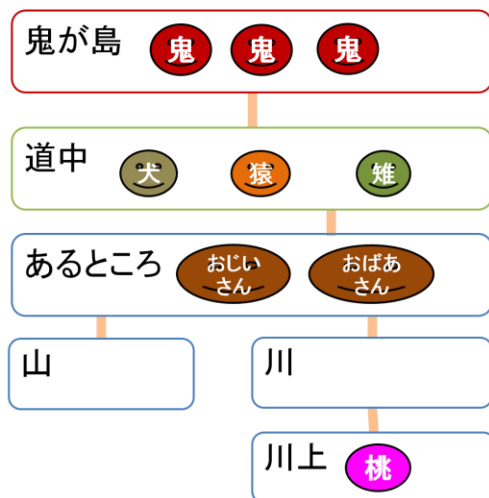 鬼が島 鬼 鬼 鬼
道中 犬 猿 雉
あるところ おじい
さん おばあ
さん
山 川
川上 桃